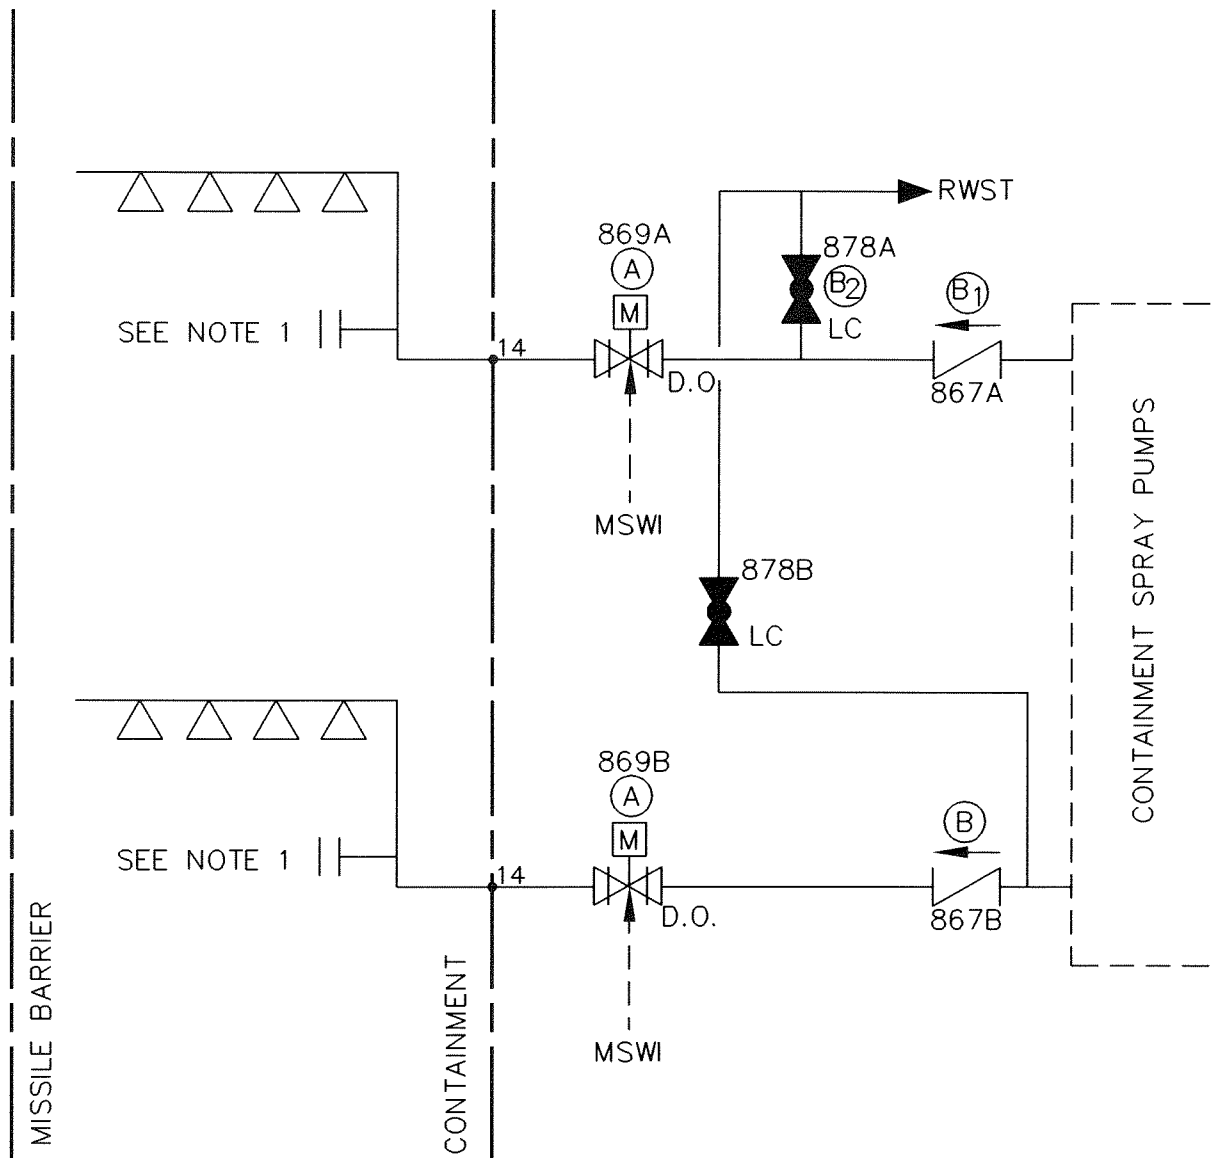 869A
A
M
878A
B2
LC
RWST
B1
SEE NOTE 1
14
D.O.
867A
MSWI
878B
LC
CONTAINMENT SPRAY PUMPS
869B
A
M
B
SEE NOTE 1
14
D.O.
867B
MSWI
MISSILE BARRIER
CONTAINMENT